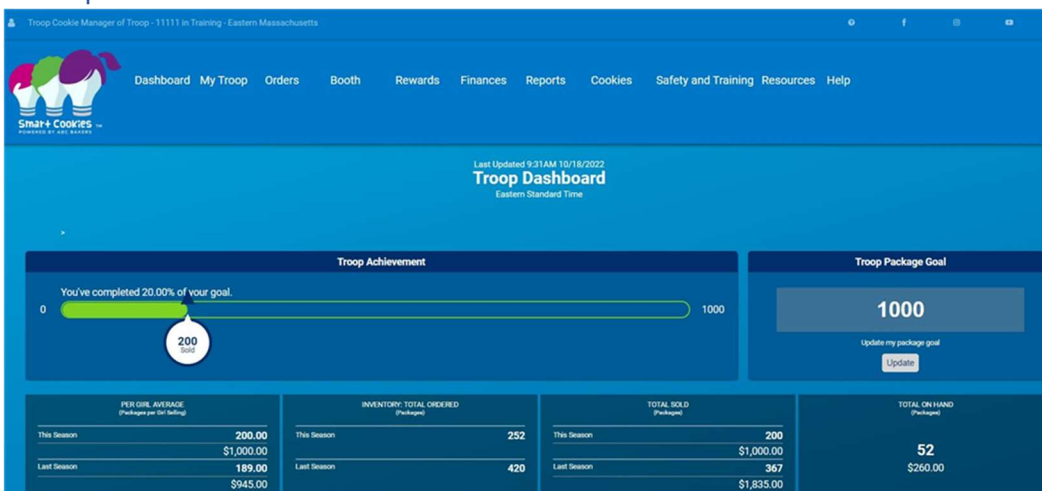 Troop Cookie Manager of Troop - 11111 in Training - Eastern Massachusetts
Dashboard My Troop Orders Booth Rewards Finances Reports Cookies Safety and Training Resources Help
Smart Cookies TM
POWERED BY ABC BAKERS
Last Updated 9:31AM 10/18/2022
Troop Dashboard
Eastern Standard Time
>
Troop Achievement
You've completed 20.00% of your goal.
0
1000
200
Sold
Troop Package Goal
1000
Update my package goal
Update
PER GIRL AVERAGE
(Packages per Girl Selling)
This Season 200.00
$1,000.00
Last Season 189.00
$945.00
INVENTORY: TOTAL ORDERED
(Packages)
This Season 252
Last Season 420
TOTAL SOLD
(Packages)
This Season 200
$1,000.00
Last Season 367
$1,835.00
TOTAL ON HAND
(Packages)
52
$260.00